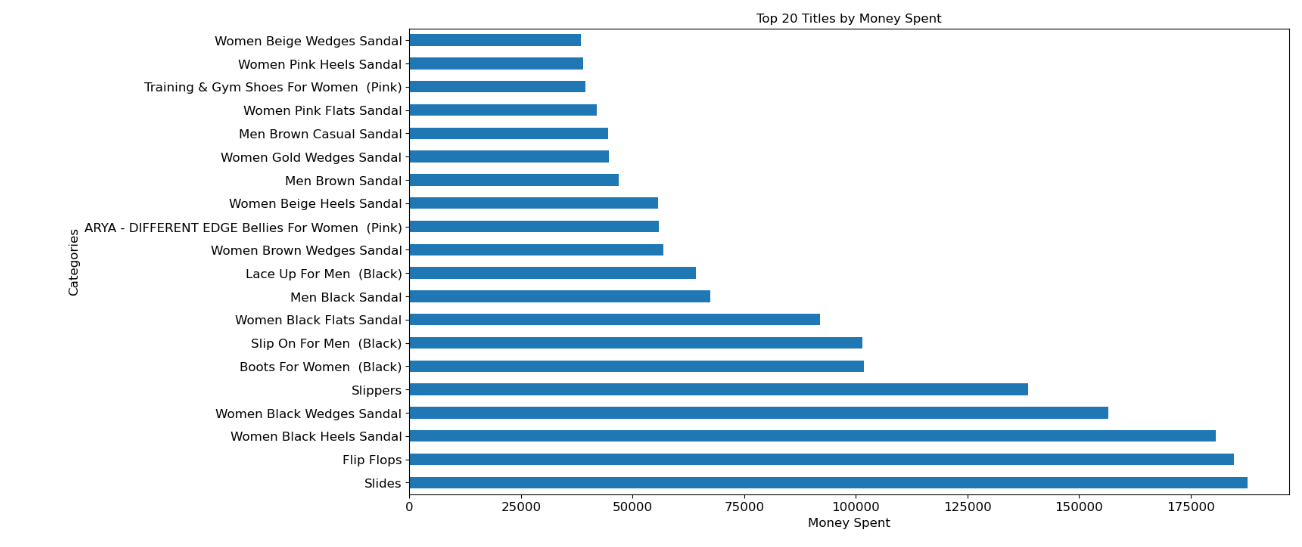 Top 20 Titles by Money Spent
Women Beige Wedges Sandal
Women Pink Heels Sandal
Training & Gym Shoes For Women  (Pink)
Women Pink Flats Sandal
Men Brown Casual Sandal
Women Gold Wedges Sandal
Men Brown Sandal
Women Beige Heels Sandal
ARYA - DIFFERENT EDGE Bellies For Women  (Pink)
Women Brown Wedges Sandal
Lace Up For Men  (Black)
Men Black Sandal
Women Black Flats Sandal
Slip On For Men  (Black)
Boots For Women  (Black)
Slippers
Women Black Wedges Sandal
Women Black Heels Sandal
Flip Flops
Slides
Categories
0 25000 50000 75000 100000 125000 150000 175000
Money Spent